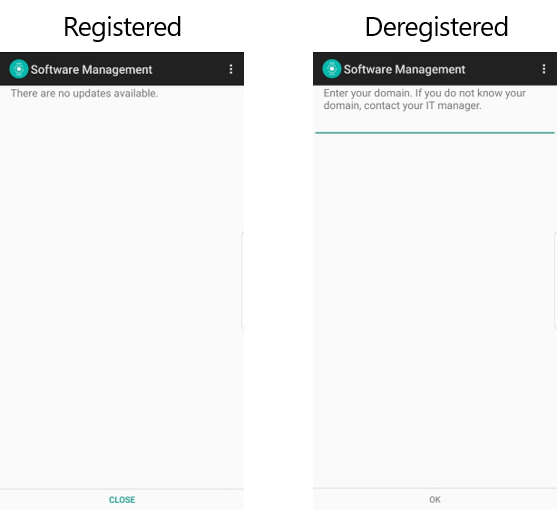 Registered
Software Management
There are no updates available.
CLOSE
Deregistered
Software Management
Enter your domain. If you do not know your
domain, contact your IT manager.
OK